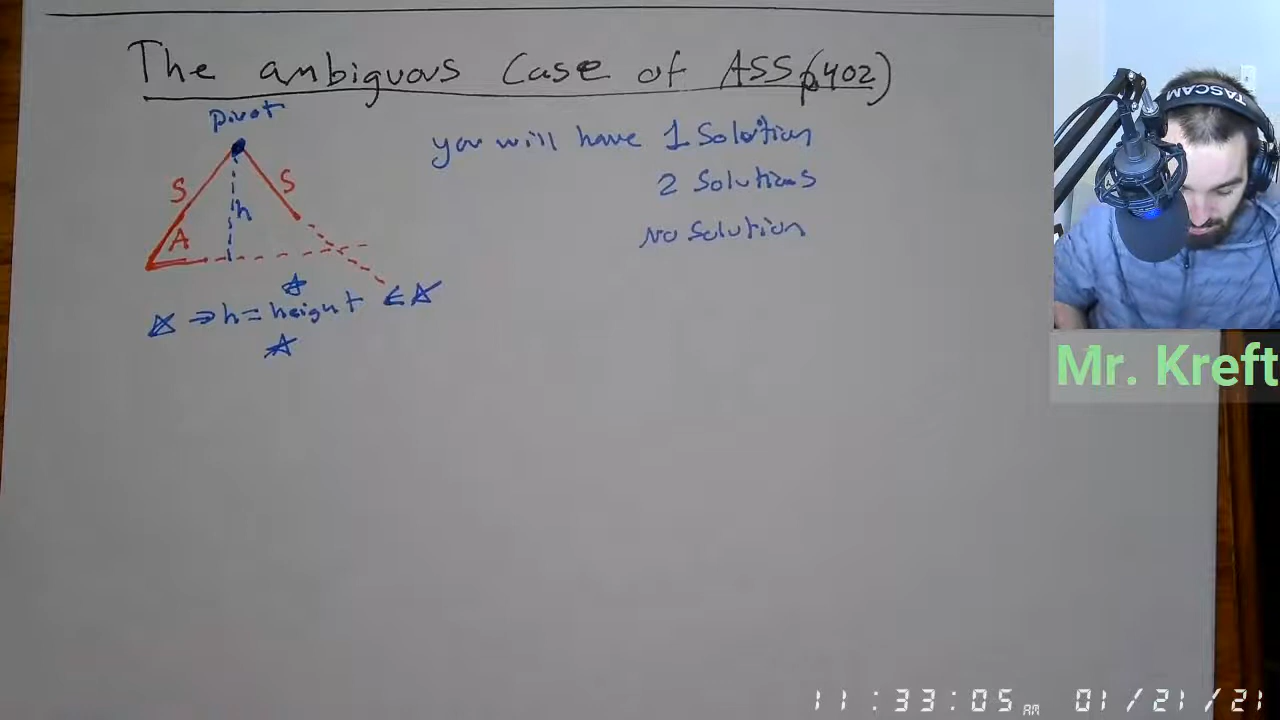 The ambiguous Case of ASS (p402)
pivot
you will have 1 Solution
2 Solutions
No Solution
S
S
h
A
⇒ h = height ←
TASCAM
Mr. Kreft
11:33:05 AM 01/21/21